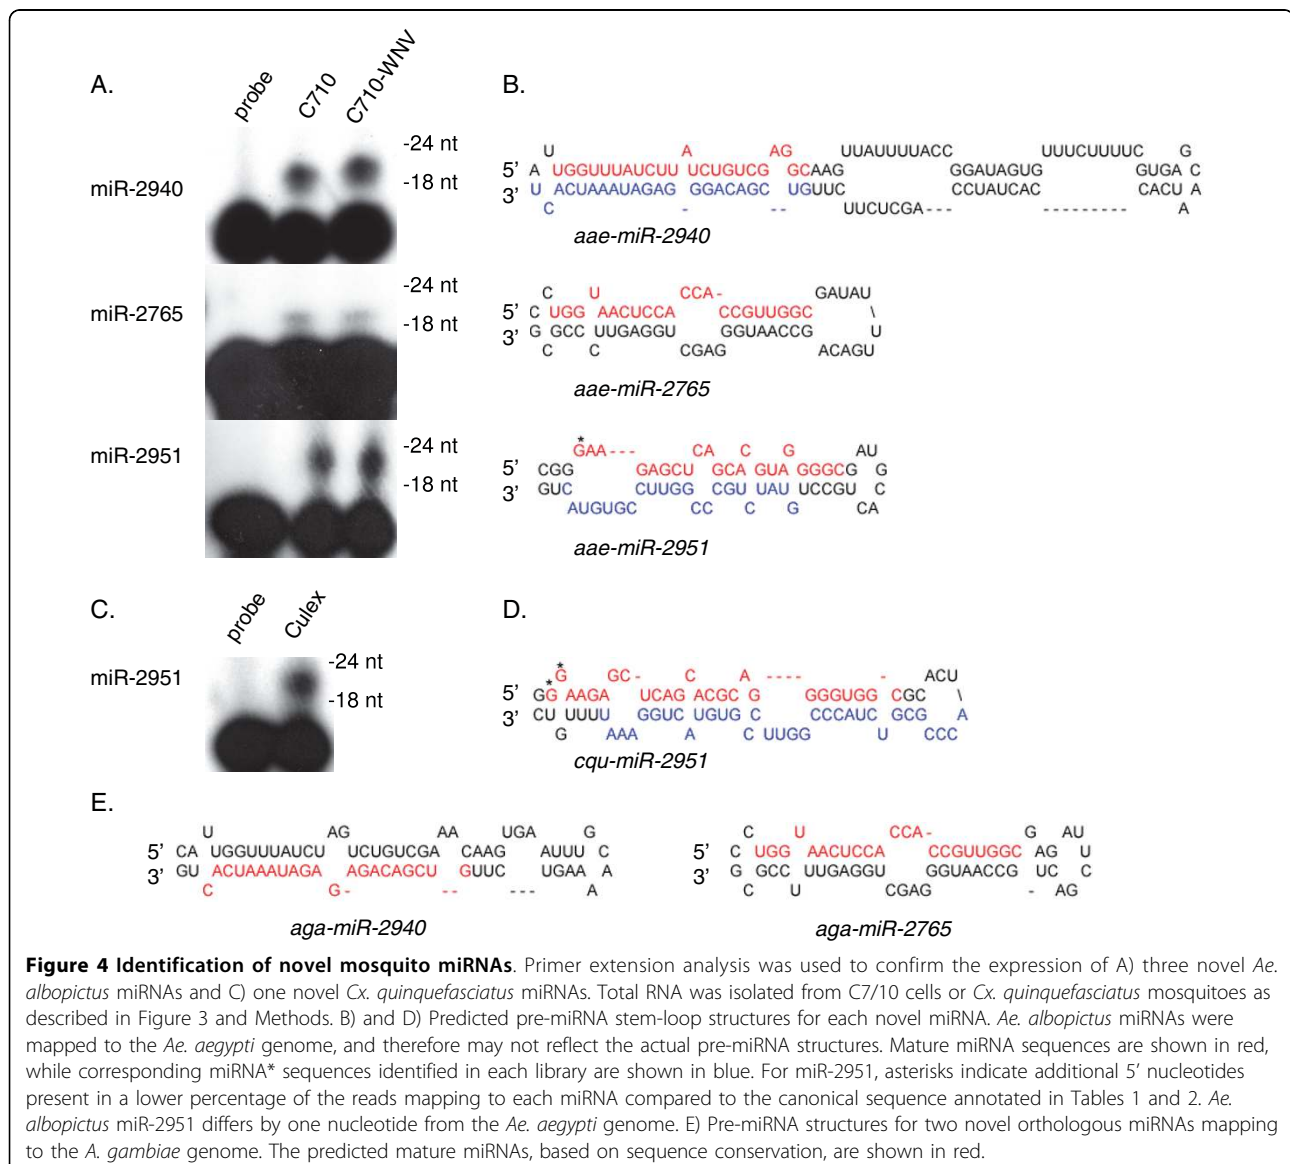 A.
probe
C710
C710-WNV
miR-2940
-24 nt
-18 nt
miR-2765
-24 nt
-18 nt
miR-2951
-24 nt
-18 nt
B.
U A AG UUAUUUUACC UUUCUUUUC G
5’ A UGGUUUAUCUU UCUGUCG GCAAG GGAUAGUG GUGA C
3’ U ACUAAAUAGAG GGACAGC UGUUC CCUAUCAC CACU A
C - -- UUCUCGA--- --------- A
aae-miR-2940
C U CCA- GAUAU
5’ C UGG AACUCCA CCGUUGGC \
3’ G GCC UUGAGGU GGUAACCG U
C C CGAG ACAGU
aae-miR-2765
*
GAA--- CA C G AU
5’ CGG GAGCU GCA GUA GGGCG G
3’ GUC CUUGG CGU UAU UCCGU C
AUGUGC CC C G CA
aae-miR-2951
C.
probe
Culex
miR-2951
-24 nt
-18 nt
D.
*
G GC- C A ---- - ACU
*
5’ GG AAGA UCAG ACGC G GGGUGG CGC \
3’ CU UUUU GGUC UGUG C CCCAUC GCG A
G AAA A C UUGG U CCC
cqu-miR-2951
E.
U AG AA UGA G
5’ CA UGGUUUAUCU UCUGUCGA CAAG AUUU C
3’ GU ACUAAAUAGA AGACAGCU GUUC UGAA A
C G- -- --- A
aga-miR-2940
C U CCA- G AU
5’ C UGG AACUCCA CCGUUGGC AG U
3’ G GCC UUGAGGU GGUAACCG UC C
C U CGAG - AG
aga-miR-2765
Figure 4 Identification of novel mosquito miRNAs. Primer extension analysis was used to confirm the expression of A) three novel Ae.
albopictus miRNAs and C) one novel Cx. quinquefasciatus miRNAs. Total RNA was isolated from C7/10 cells or Cx. quinquefasciatus mosquitoes as
described in Figure 3 and Methods. B) and D) Predicted pre-miRNA stem-loop structures for each novel miRNA. Ae. albopictus miRNAs were
mapped to the Ae. aegypti genome, and therefore may not reflect the actual pre-miRNA structures. Mature miRNA sequences are shown in red,
while corresponding miRNA* sequences identified in each library are shown in blue. For miR-2951, asterisks indicate additional 5’ nucleotides
present in a lower percentage of the reads mapping to each miRNA compared to the canonical sequence annotated in Tables 1 and 2. Ae.
albopictus miR-2951 differs by one nucleotide from the Ae. aegypti genome. E) Pre-miRNA structures for two novel orthologous miRNAs mapping
to the A. gambiae genome. The predicted mature miRNAs, based on sequence conservation, are shown in red.